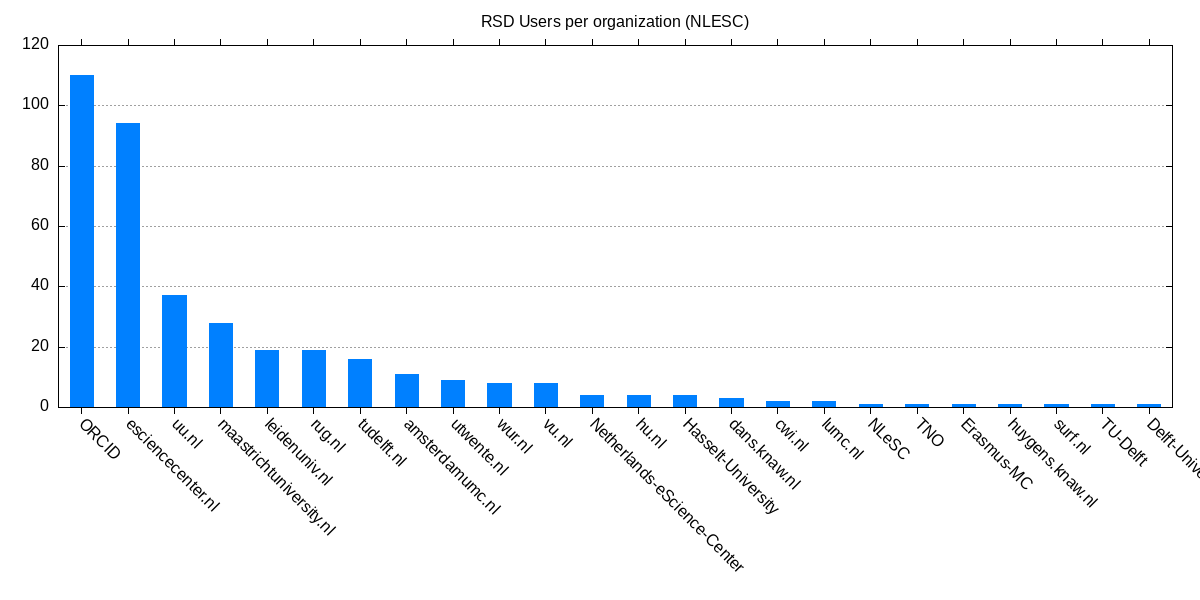 RSD Users per organization (NLESC)
120
100
80
60
40
20
0
ORCID
esciencecenter.nl
uu.nl
maastrichtuniversity.nl
leidenuniv.nl
rug.nl
tudelft.nl
amsterdamumc.nl
utwente.nl
wur.nl
vu.nl
Netherlands-eScience-Center
hu.nl
Hasselt-University
dans.knaw.nl
cwi.nl
lumc.nl
NLeSC
TNO
Erasmus-MC
huygens.knaw.nl
surf.nl
TU-Delft
Delft-Unive